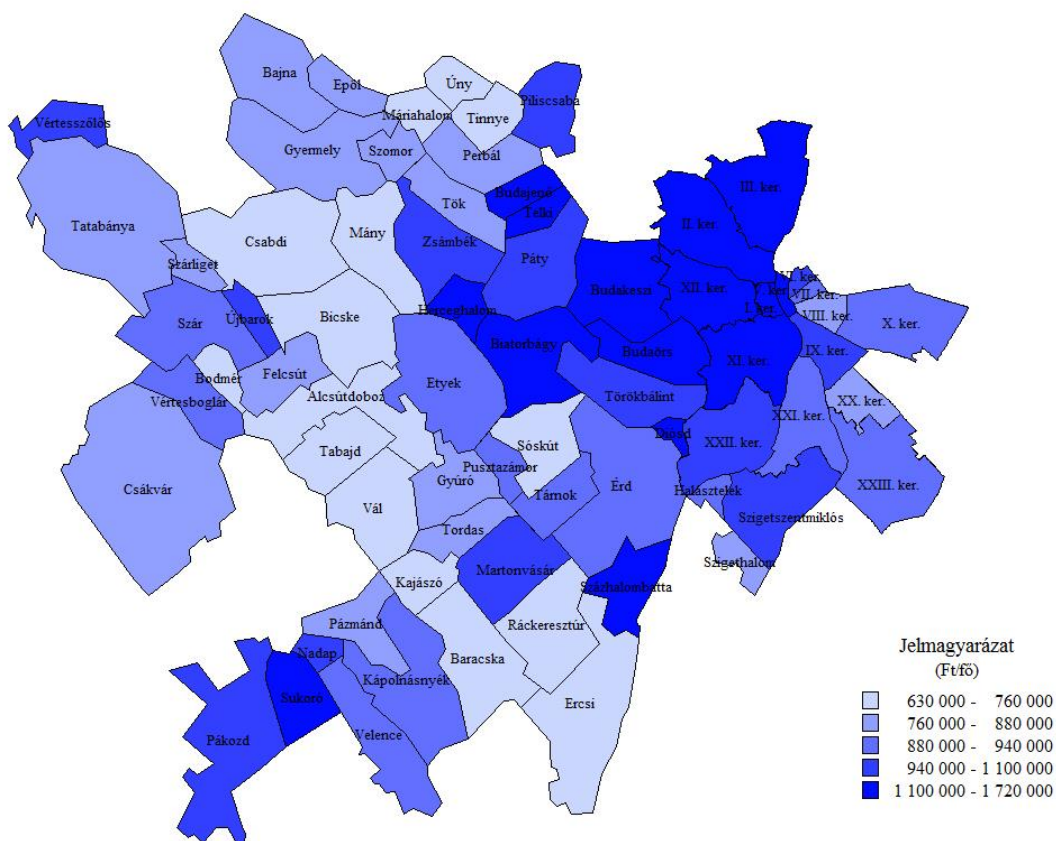 Bajna
Epöl
Úny
Máriahalom
Tinnye
Piliscsaba
Vértesszőlős
Gyermely
Szomor
Perbál
III. ker.
Budajenő
Tök
Telki
II. ker.
Tatabánya
Mány
Csabdi
Zsámbék
Páty
Szárliget
VI. ker.
Budakeszi
XII. ker.
V. ker.
VII. ker.
Herceghalom
I. ker.
VIII. ker.
Szár
Újbarok
Bicske
X. ker.
Biatorbágy
Budaörs
XI. ker.
IX. ker.
Bodmér
Felcsút
Etyek
Vértesboglár
Alcsútdoboz
Törökbálint
XX. ker.
XXI. ker.
Diósd
XXII. ker.
Tabajd
Sóskút
Pusztazámor
Csákvár
Gyúró
Érd
Halásztelek
XXIII. ker.
Tárnok
Vál
Szigetszentmiklós
Tordas
Szigethalom
Martonvásár
Kajászó
Százhalombatta
Pázmánd
Ráckeresztúr
Nadap
Baracska
Kápolnásnyék
Sukoró
Ercsi
Velence
Pákozd
Jelmagyarázat
(Ft/fő)
630 000 - 760 000
760 000 - 880 000
880 000 - 940 000
940 000 - 1 100 000
1 100 000 - 1 720 000